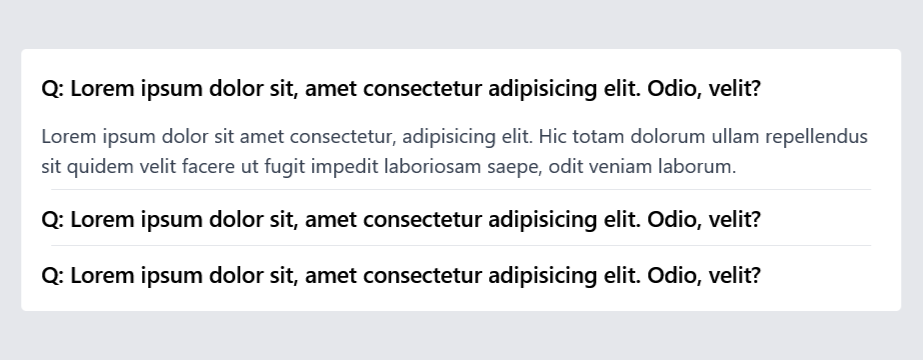 Q: Lorem ipsum dolor sit, amet consectetur adipisicing elit. Odio, velit?
Lorem ipsum dolor sit amet consectetur, adipisicing elit. Hic totam dolorum ullam repellendus
sit quidem velit facere ut fugit impedit laboriosam saepe, odit veniam laborum.
Q: Lorem ipsum dolor sit, amet consectetur adipisicing elit. Odio, velit?
Q: Lorem ipsum dolor sit, amet consectetur adipisicing elit. Odio, velit?